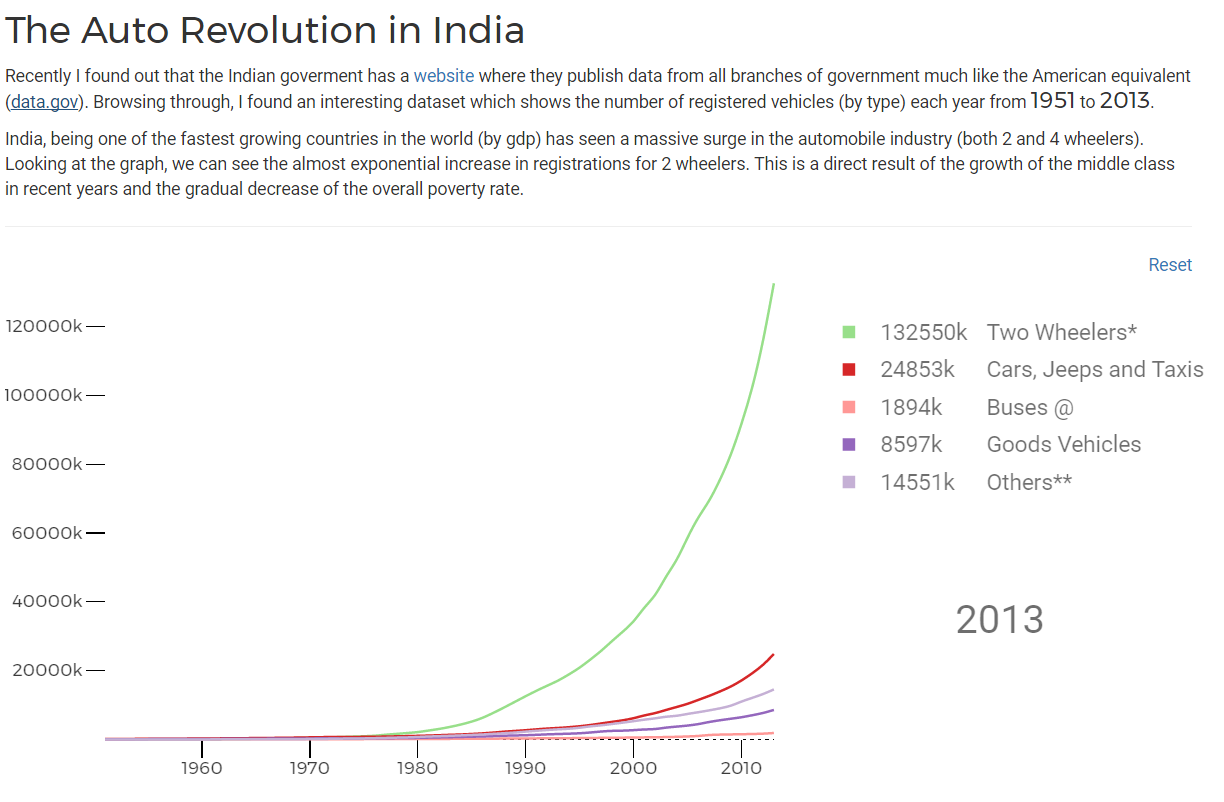 The Auto Revolution in India
Recently I found out that the Indian goverment has a website where they publish data from all branches of government much like the American equivalent
(data.gov). Browsing through, I found an interesting dataset which shows the number of registered vehicles (by type) each year from 1951 to 2013.
India, being one of the fastest growing countries in the world (by gdp) has seen a massive surge in the automobile industry (both 2 and 4 wheelers).
Looking at the graph, we can see the almost exponential increase in registrations for 2 wheelers. This is a direct result of the growth of the middle class
in recent years and the gradual decrease of the overall poverty rate.
Reset
120000k
100000k
80000k
60000k
40000k
20000k
1960 1970 1980 1990 2000 2010
132550k Two Wheelers*
24853k Cars, Jeeps and Taxis
1894k Buses @
8597k Goods Vehicles
14551k Others**
2013